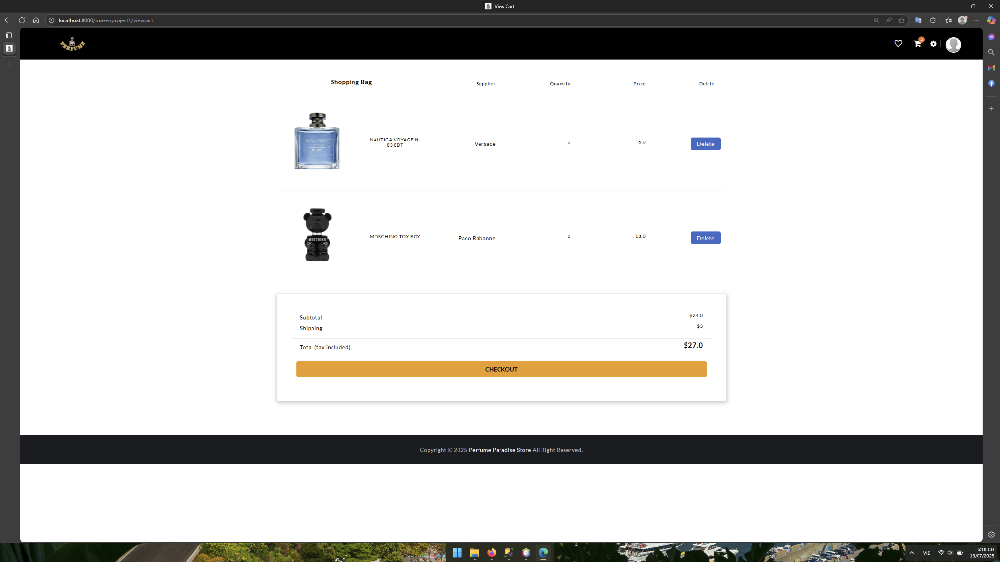 View Cart
localhost:8080/mavenproject1/viewcart
PERFUME
2
Shopping Bag
Supplier
Quantity
Price
Delete
NAUTICA
VOYAGE
N-83
NAUTICA VOYAGE N-
83 EDT
Versace
1
6.0
Delete
MOSCHINO
MOSCHINO TOY BOY
Paco Rabanne
1
18.0
Delete
Subtotal
$24.0
Shipping
$3
Total (tax included)
$27.0
CHECKOUT
Copyright © 2025 Perfume Paradise Store All Right Reserved.
VIE
5:18 CH
13/07/2025